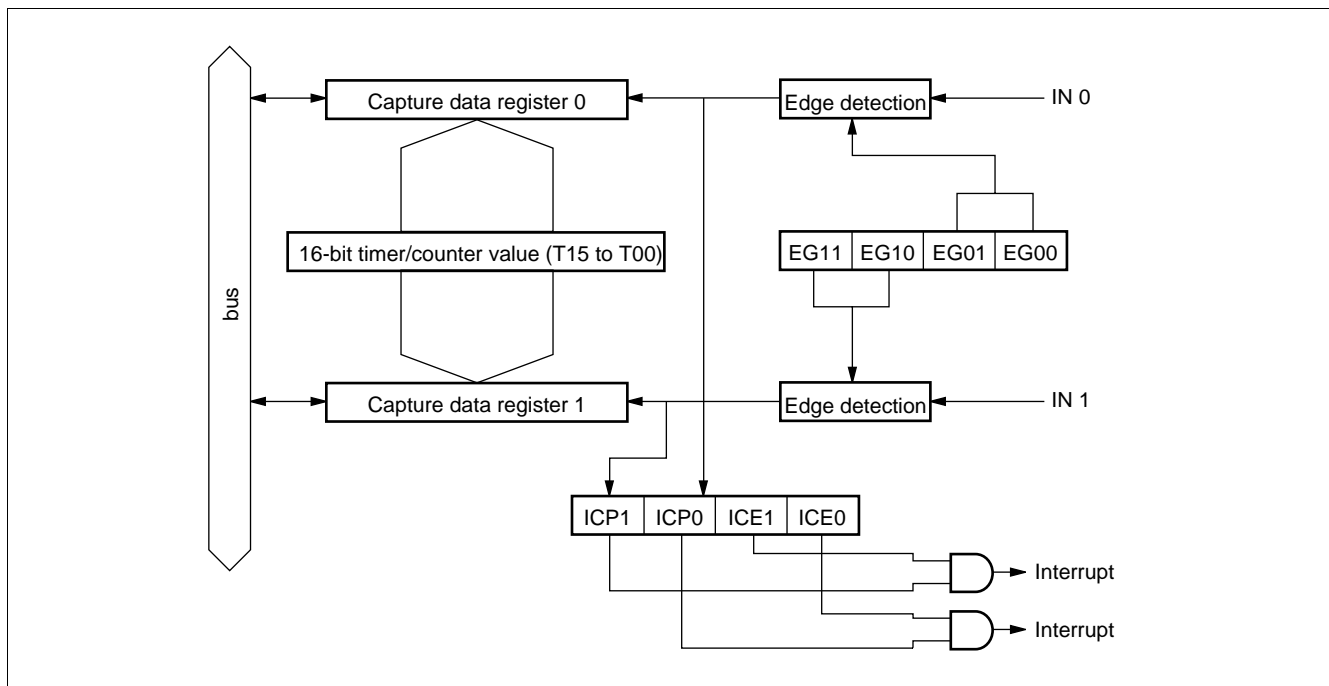 Capture data register 0
Edge detection
IN 0
16-bit timer/counter value (T15 to T00)
EG11 EG10 EG01 EG00
bus
Capture data register 1
Edge detection
IN 1
ICP1 ICP0 ICE1 ICE0
Interrupt
Interrupt